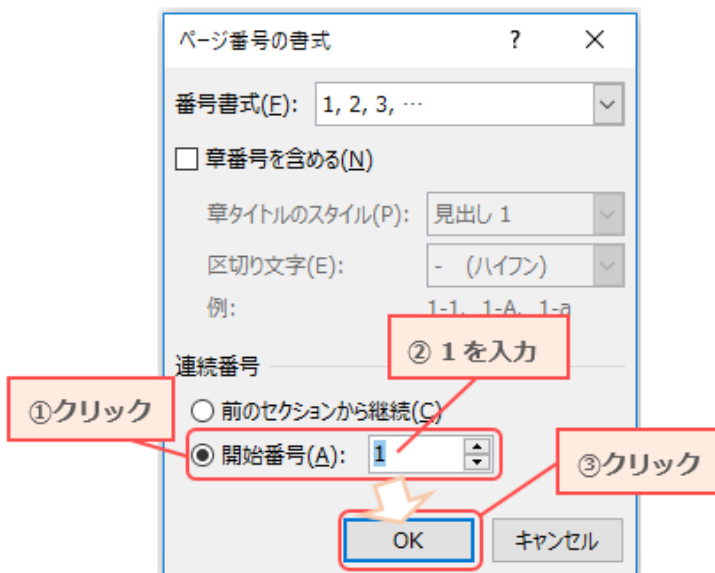 ページ番号の書式 ? ×
番号書式(F): 1, 2, 3, …
章番号を含める(N)
章タイトルのスタイル(P): 見出し 1
区切り文字(E): - (ハイフン)
例: 1-1, 1-A, 1-a
② 1 を入力
連続番号
①クリック
前のセクションから継続(C)
開始番号(A): 1
③クリック
OK キャンセル